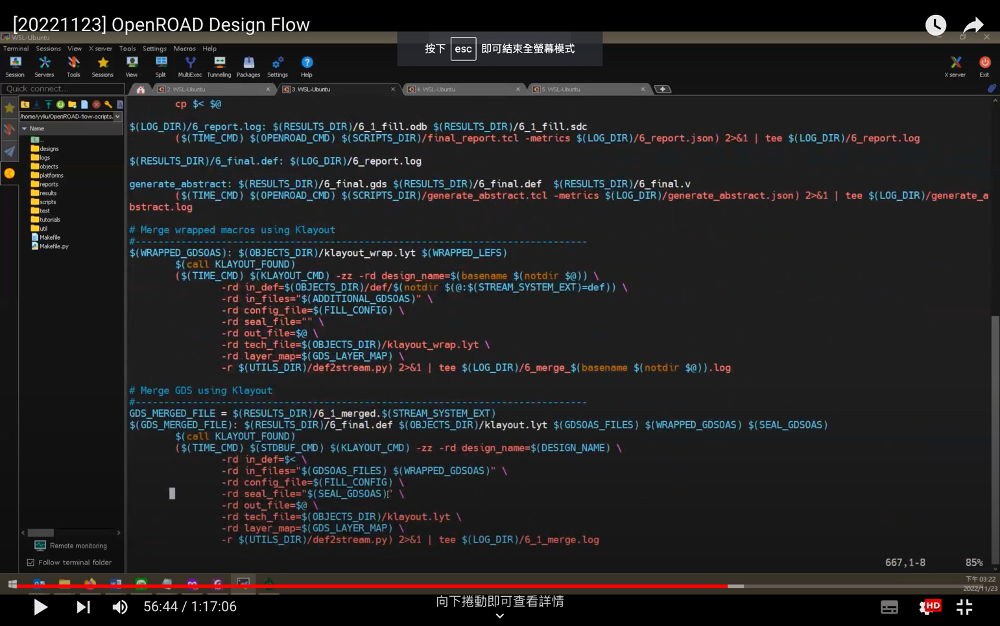 [20221123] OpenROAD Design Flow
WSL-Ubuntu
按下 esc 即可結束全螢幕模式
Terminal Sessions View X server Tools Settings Macros Help
Session Servers Tools Sessions View Split MultiExec Tunneling Packages Settings Help X server Exit
Quick connect...
2. WSL-Ubuntu
3. WSL-Ubuntu
4. WSL-Ubuntu
5. WSL-Ubuntu
/home/yyliu/OpenROAD-flow-scripts.
Name
..
designs
logs
objects
platforms
reports
results
scripts
test
tutorials
util
Makefile
Makefile.py
Remote monitoring
Follow terminal folder
cp $< $@
$(LOG_DIR)/6_report.log: $(RESULTS_DIR)/6_1_fill.odb $(RESULTS_DIR)/6_1_fill.sdc
($(TIME_CMD) $(OPENROAD_CMD) $(SCRIPTS_DIR)/final_report.tcl -metrics $(LOG_DIR)/6_report.json) 2>&1 | tee $(LOG_DIR)/6_report.log
$(RESULTS_DIR)/6_final.def: $(LOG_DIR)/6_report.log
generate_abstract: $(RESULTS_DIR)/6_final.gds $(RESULTS_DIR)/6_final.def $(RESULTS_DIR)/6_final.v
($(TIME_CMD) $(OPENROAD_CMD) $(SCRIPTS_DIR)/generate_abstract.tcl -metrics $(LOG_DIR)/generate_abstract.json) 2>&1 | tee $(LOG_DIR)/generate_a
bstract.log
# Merge wrapped macros using Klayout
#-------------------------------------------------------------------------------
$(WRAPPED_GDSOAS): $(OBJECTS_DIR)/klayout_wrap.lyt $(WRAPPED_LEFS)
$(call KLAYOUT_FOUND)
($(TIME_CMD) $(KLAYOUT_CMD) -zz -rd design_name=$(basename $(notdir $@)) \
-rd in_def=$(OBJECTS_DIR)/def/$(notdir $(@:$(STREAM_SYSTEM_EXT)=def)) \
-rd in_files="$(ADDITIONAL_GDSOAS)" \
-rd config_file=$(FILL_CONFIG) \
-rd seal_file="" \
-rd out_file=$@ \
-rd tech_file=$(OBJECTS_DIR)/klayout_wrap.lyt \
-rd layer_map=$(GDS_LAYER_MAP) \
-r $(UTILS_DIR)/def2stream.py) 2>&1 | tee $(LOG_DIR)/6_merge_$(basename $(notdir $@)).log
# Merge GDS using Klayout
#-------------------------------------------------------------------------------
GDS_MERGED_FILE = $(RESULTS_DIR)/6_1_merged.$(STREAM_SYSTEM_EXT)
$(GDS_MERGED_FILE): $(RESULTS_DIR)/6_final.def $(OBJECTS_DIR)/klayout.lyt $(GDSOAS_FILES) $(WRAPPED_GDSOAS) $(SEAL_GDSOAS)
$(call KLAYOUT_FOUND)
($(TIME_CMD) $(STDBUF_CMD) $(KLAYOUT_CMD) -zz -rd design_name=$(DESIGN_NAME) \
-rd in_def=$< \
-rd in_files="$(GDSOAS_FILES) $(WRAPPED_GDSOAS)" \
-rd config_file=$(FILL_CONFIG) \
-rd seal_file="$(SEAL_GDSOAS)" \
-rd out_file=$@ \
-rd tech_file=$(OBJECTS_DIR)/klayout.lyt \
-rd layer_map=$(GDS_LAYER_MAP) \
-r $(UTILS_DIR)/def2stream.py) 2>&1 | tee $(LOG_DIR)/6_1_merge.log
667,1-8 85%
下午 03:22
2022/11/23
56:44 / 1:17:06
向下捲動即可查看詳情
HD